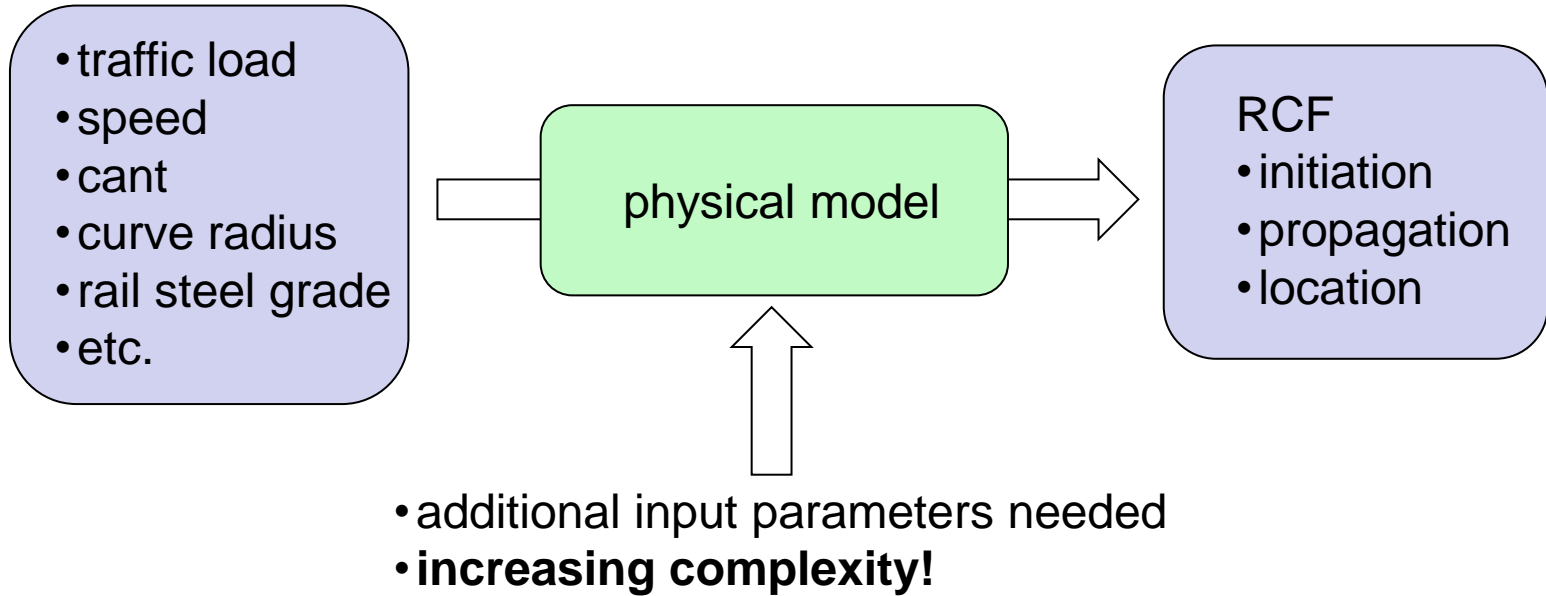 •traffic load
•speed
•cant
•curve radius
•rail steel grade
•etc.
physical model
RCF
•initiation
•propagation
•location
•additional input parameters needed
•increasing complexity!